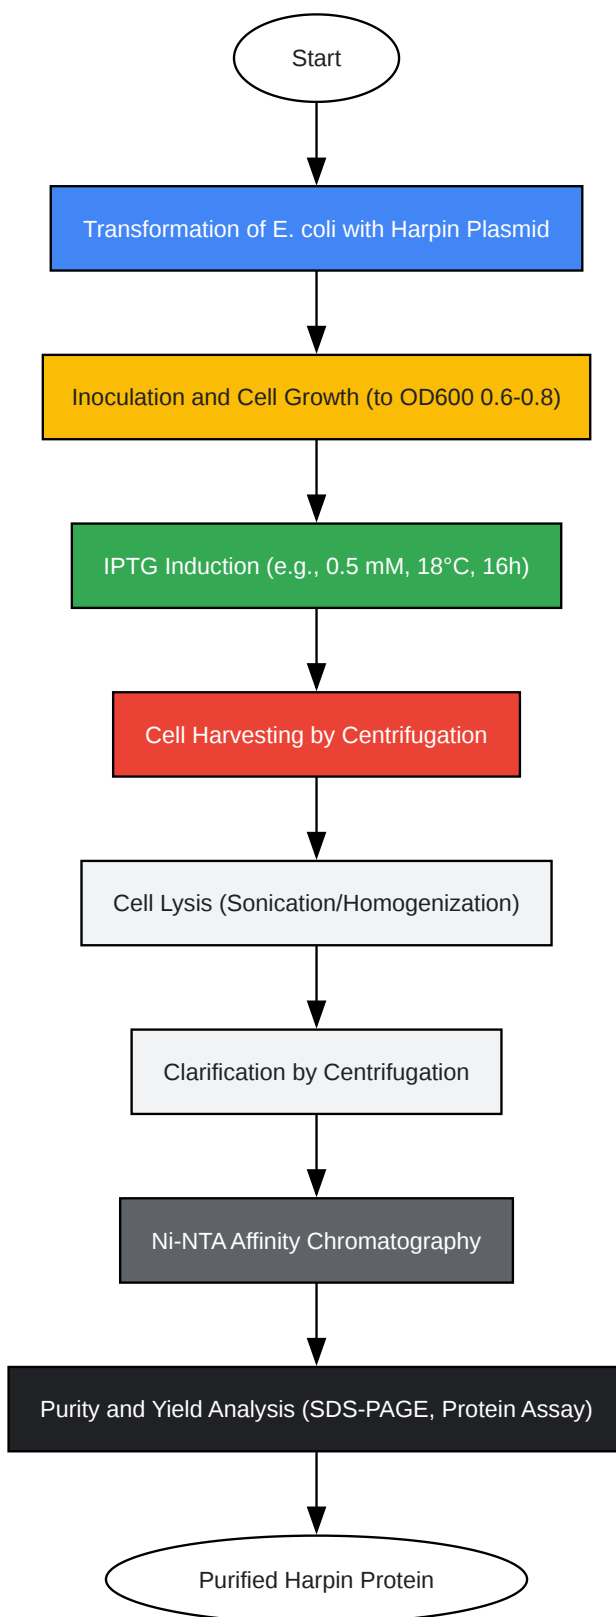 Start
Transformation of E. coli with Harpin Plasmid
Inoculation and Cell Growth (to OD600 0.6-0.8)
IPTG Induction (e.g., 0.5 mM, 18°C, 16h)
Cell Harvesting by Centrifugation
Cell Lysis (Sonication/Homogenization)
Clarification by Centrifugation
Ni-NTA Affinity Chromatography
Purity and Yield Analysis (SDS-PAGE, Protein Assay)
Purified Harpin Protein